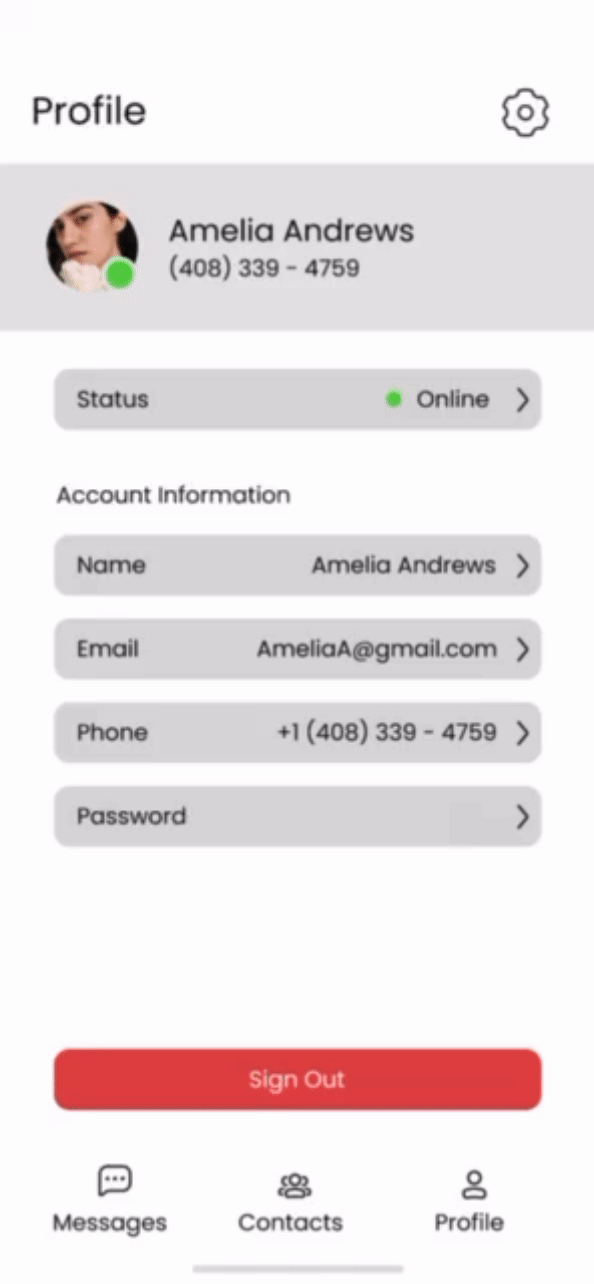 Profile
Amelia Andrews
(408) 339 - 4759
Status Online
Account Information
Name Amelia Andrews
Email AmeliaA@gmail.com
Phone +1 (408) 339 - 4759
Password
Sign Out
Messages Contacts Profile